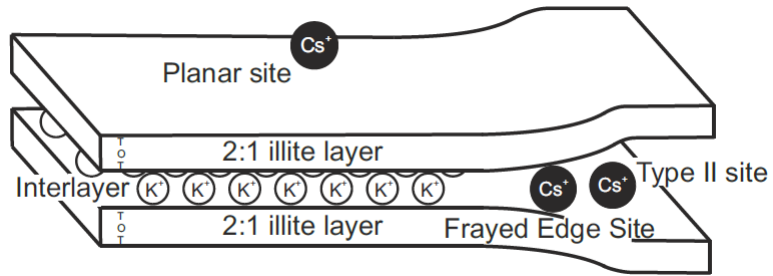 Cs+
Planar site
T
O
T
2:1 illite layer
Interlayer K+ K+ K+ K+ K+ K+ K+
Cs+ Cs+ Type II site
T
O
T
2:1 illite layer
Frayed Edge Site